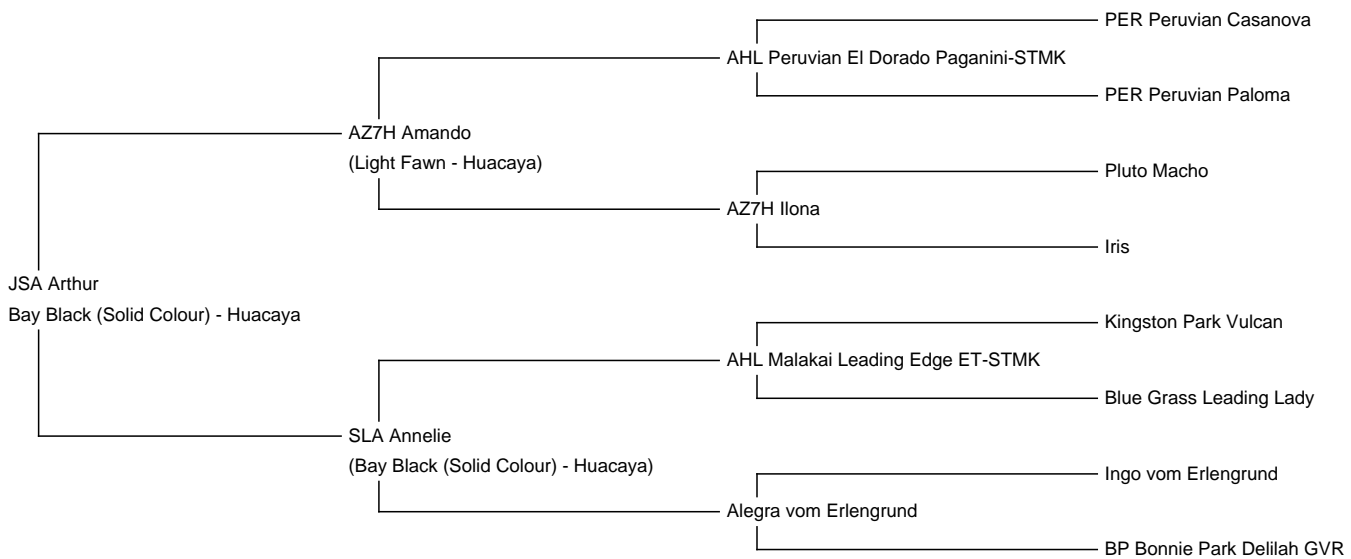 PER Peruvian Casanova
AHL Peruvian El Dorado Paganini-STMK
PER Peruvian Paloma
AZ7H Amando
(Light Fawn - Huacaya)
Pluto Macho
AZ7H Ilona
Iris
JSA Arthur
Bay Black (Solid Colour) - Huacaya
Kingston Park Vulcan
AHL Malakai Leading Edge ET-STMK
Blue Grass Leading Lady
SLA Annelie
(Bay Black (Solid Colour) - Huacaya)
Ingo vom Erlengrund
Alegra vom Erlengrund
BP Bonnie Park Delilah GVR